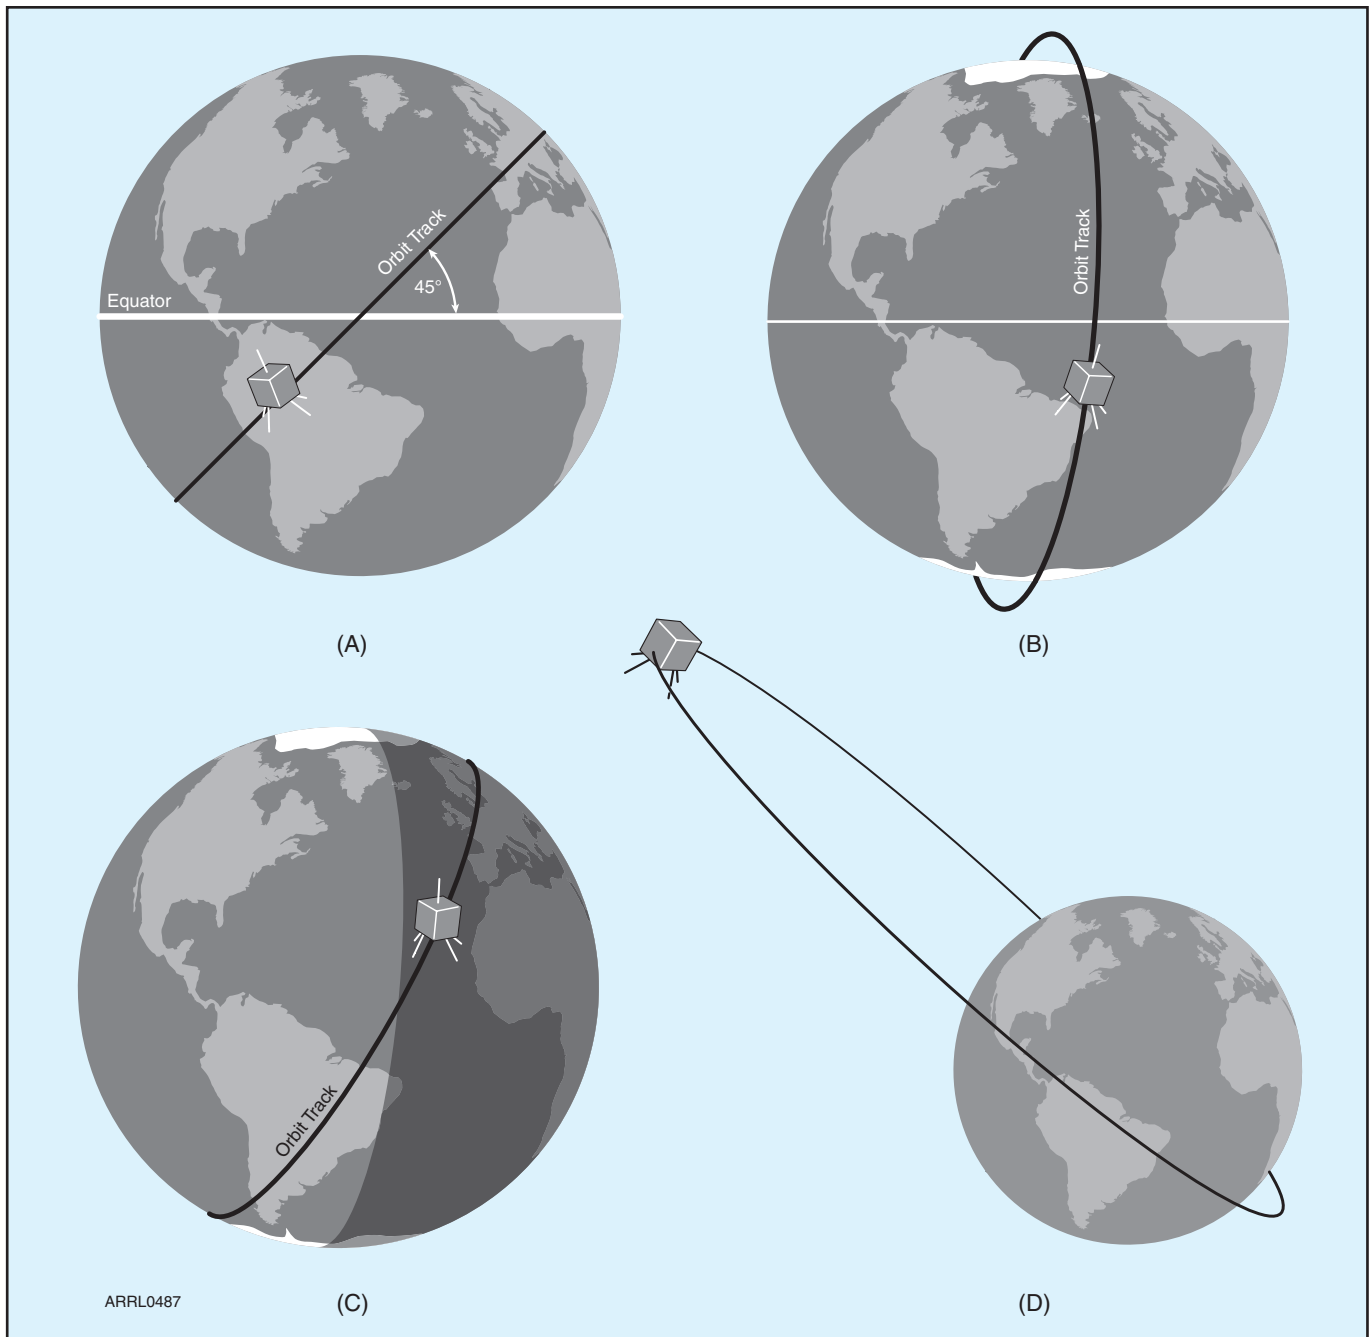 Orbit Track
45°
Equator
(A)
Orbit Track
(B)
Orbit Track
ARRL0487
(C)
(D)